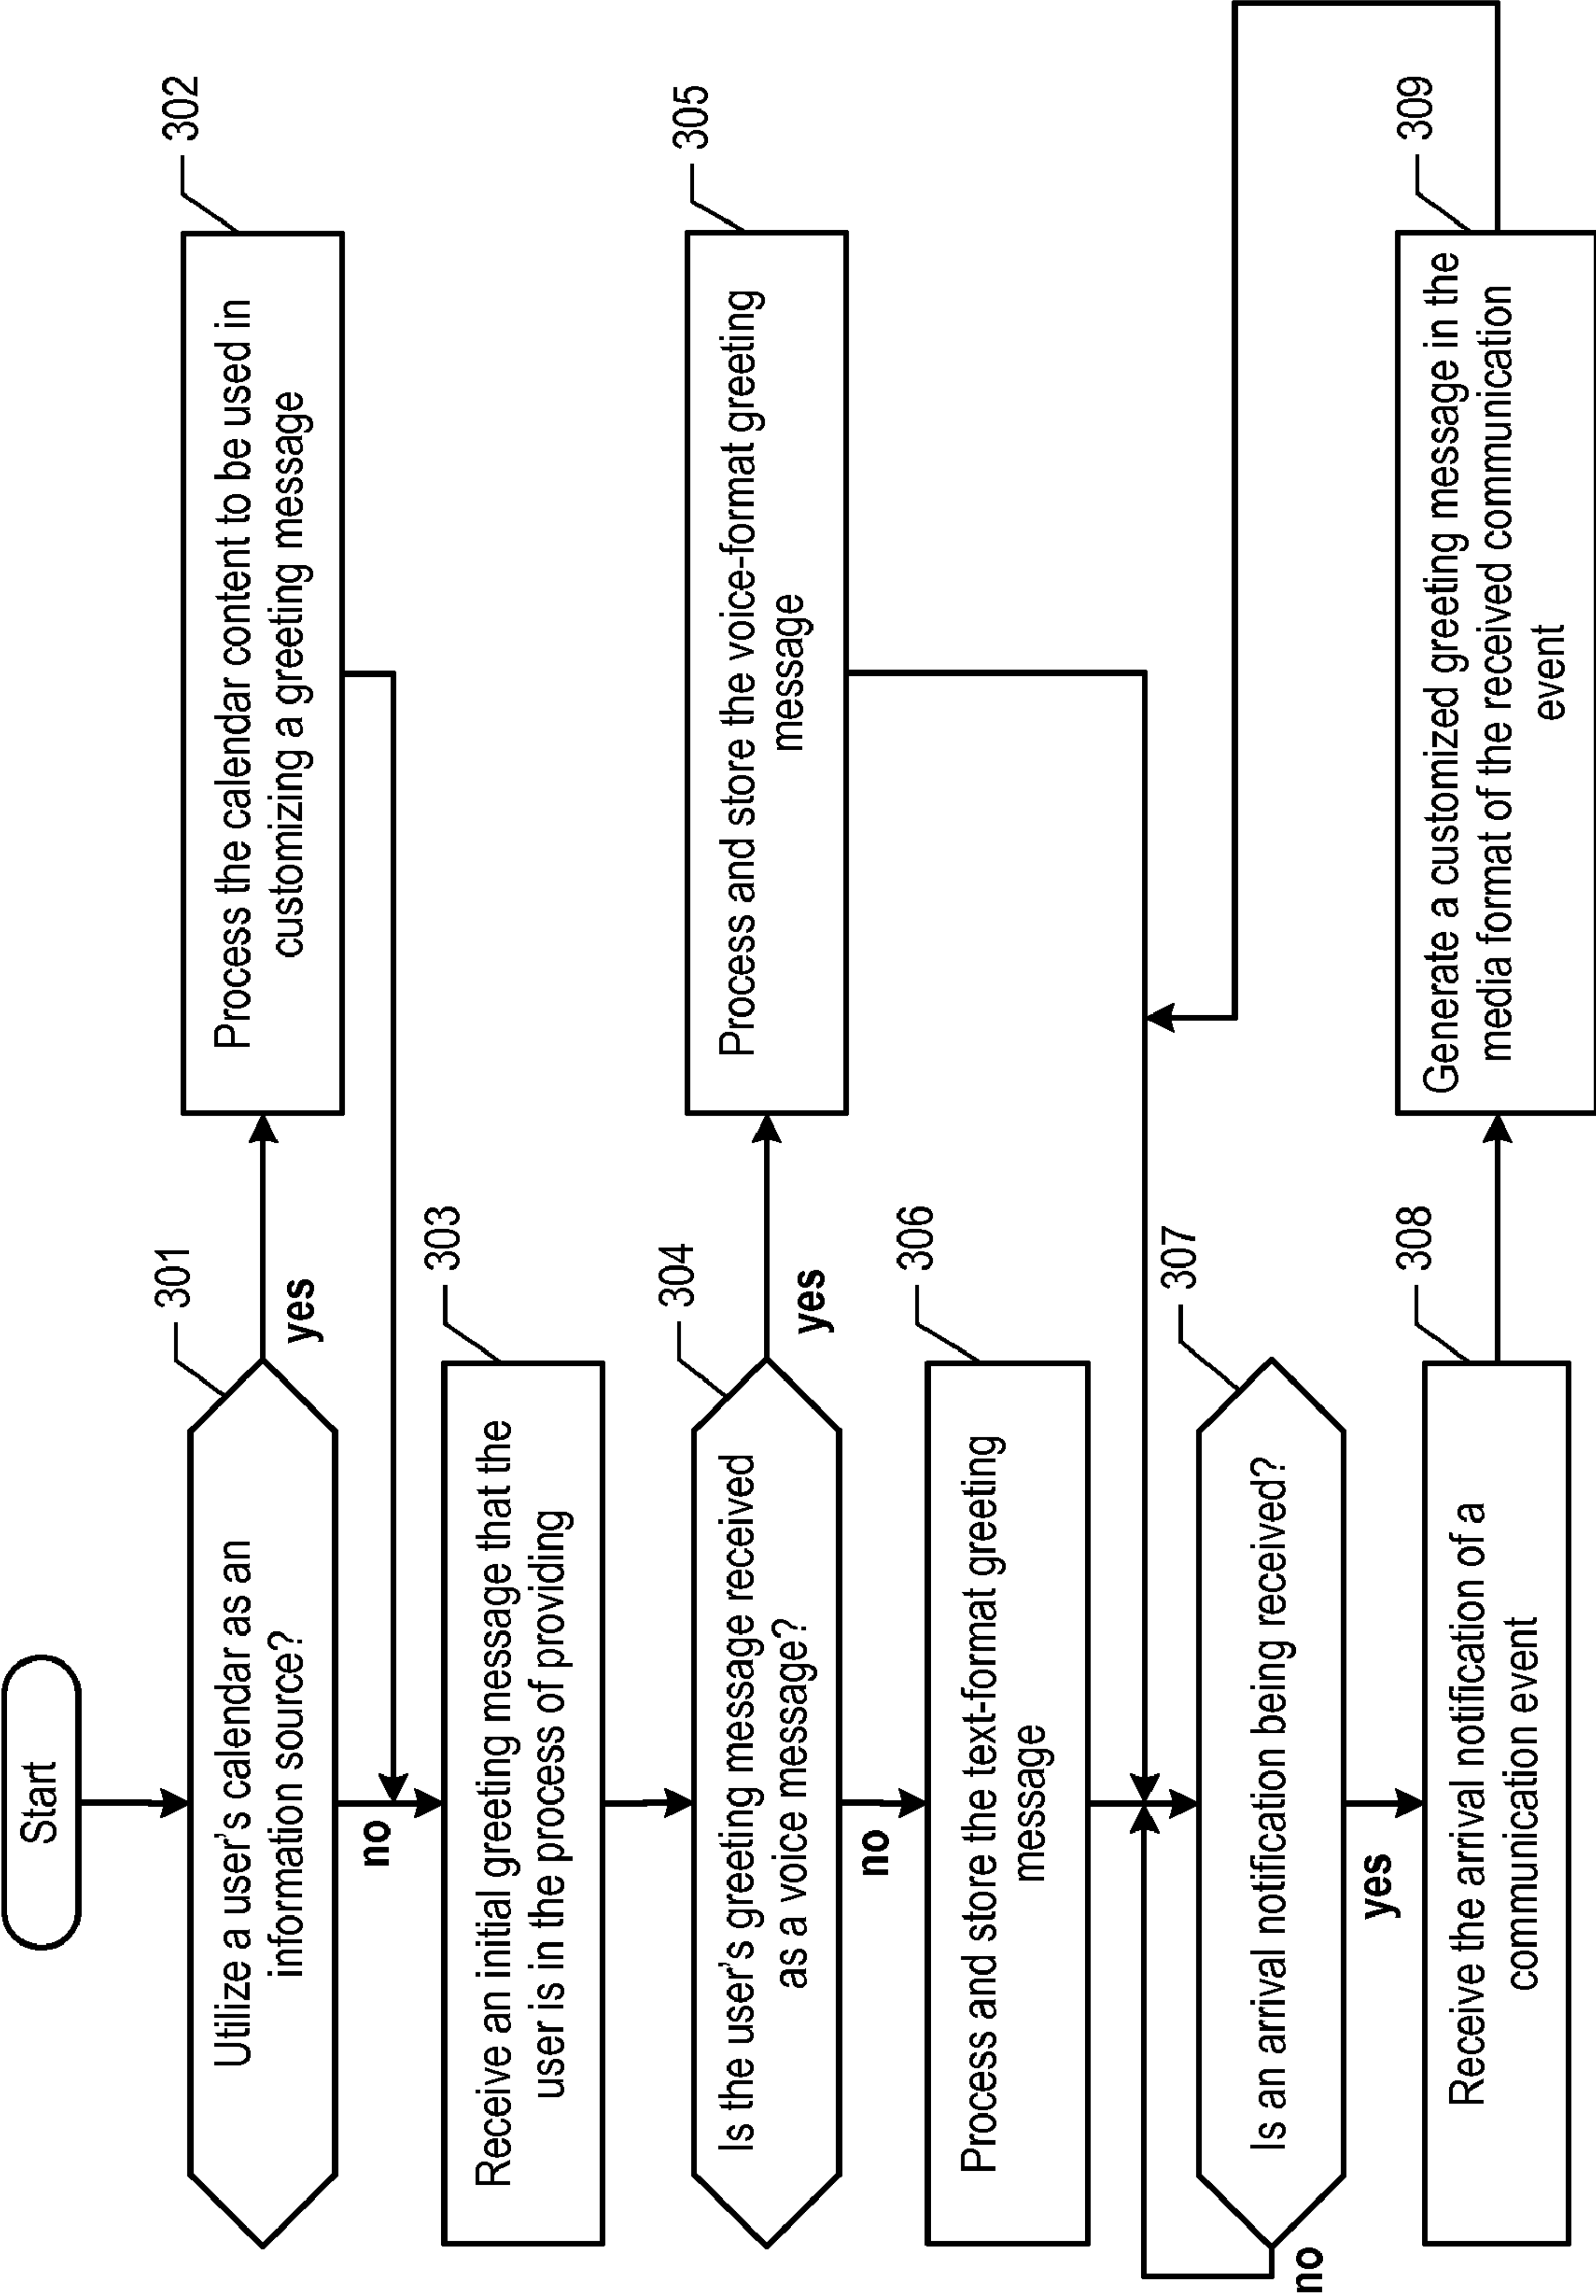 Start
301
Utilize a user's calendar as an
information source?
yes
302
Process the calendar content to be used in
customizing a greeting message
no
303
Receive an initial greeting message that the
user is in the process of providing
304
Is the user's greeting message received
as a voice message?
yes
305
Process and store the voice-format greeting
message
no
306
Process and store the text-format greeting
message
307
Is an arrival notification being received?
no
yes
308
Receive the arrival notification of a
communication event
309
Generate a customized greeting message in the
media format of the received communication
event